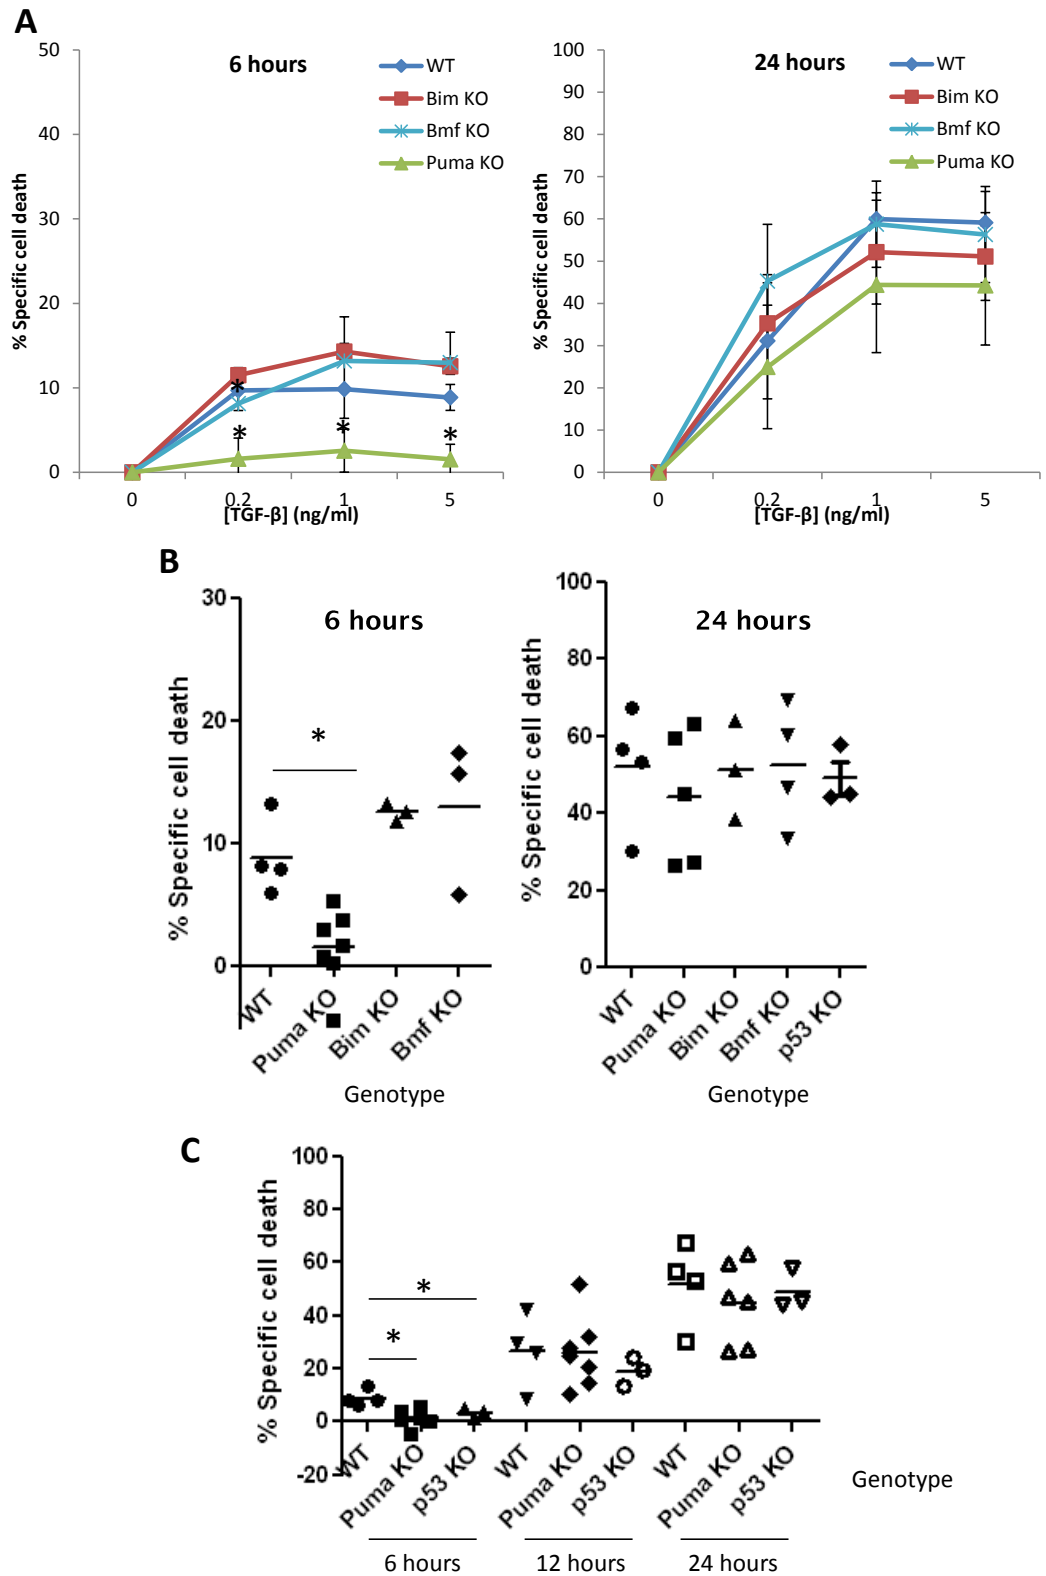 A
6 hours
WT
Bim KO
Bmf KO
Puma KO
% Specific cell death
50
40
30
20
10
0
0 0.2 1 5
[TGF-β] (ng/ml)
* * * *
24 hours
WT
Bim KO
Bmf KO
Puma KO
% Specific cell death
100
90
80
70
60
50
40
30
20
10
0
0 0.2 1 5
[TGF-β] (ng/ml)
B
6 hours
% Specific cell death
30
20
10
0
*
WT Puma KO Bim KO Bmf KO
Genotype
24 hours
% Specific cell death
100
80
60
40
20
0
WT Puma KO Bim KO Bmf KO p53 KO
Genotype
C
% Specific cell death
100
80
60
40
20
0
-20
*
*
WT Puma KO p53 KO WT Puma KO p53 KO WT Puma KO p53 KO
Genotype
6 hours 12 hours 24 hours